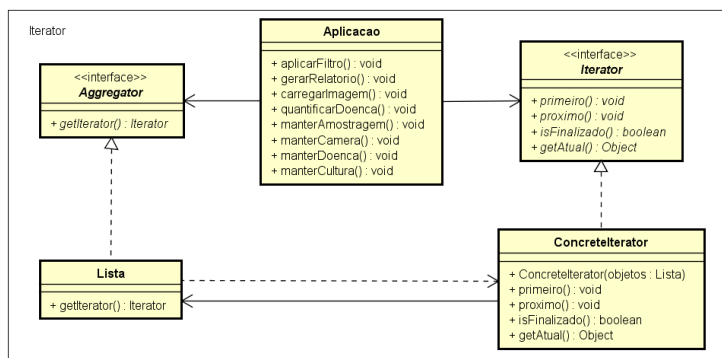 Iterator
Aplicacao
+ aplicarFiltro() : void
+ gerarRelatorio() : void
+ carregarImagem() : void
+ quantificarDoenca() : void
+ manterAmostragem() : void
+ manterCamera() : void
+ manterDoenca() : void
+ manterCultura() : void
<<interface>>
Aggregator
+ getIterator() : Iterator
<<interface>>
Iterator
+ primeiro() : void
+ proximo() : void
+ isFinalizado() : boolean
+ getAtual() : Object
Lista
+ getIterator() : Iterator
ConcreteIterator
+ ConcreteIterator(objetos : Lista)
+ primeiro() : void
+ proximo() : void
+ isFinalizado() : boolean
+ getAtual() : Object